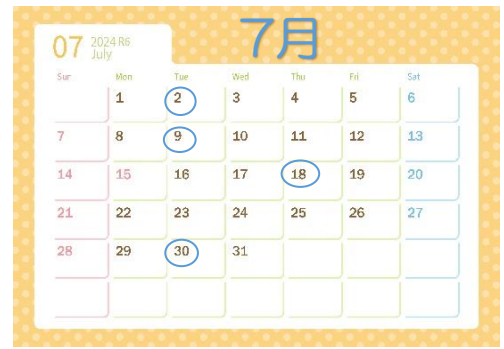 7月
07 2024 R6
July
Sun Mon Tue Wed Thu Fri Sat
1 2 3 4 5 6
7 8 9 10 11 12 13
14 15 16 17 18 19 20
21 22 23 24 25 26 27
28 29 30 31